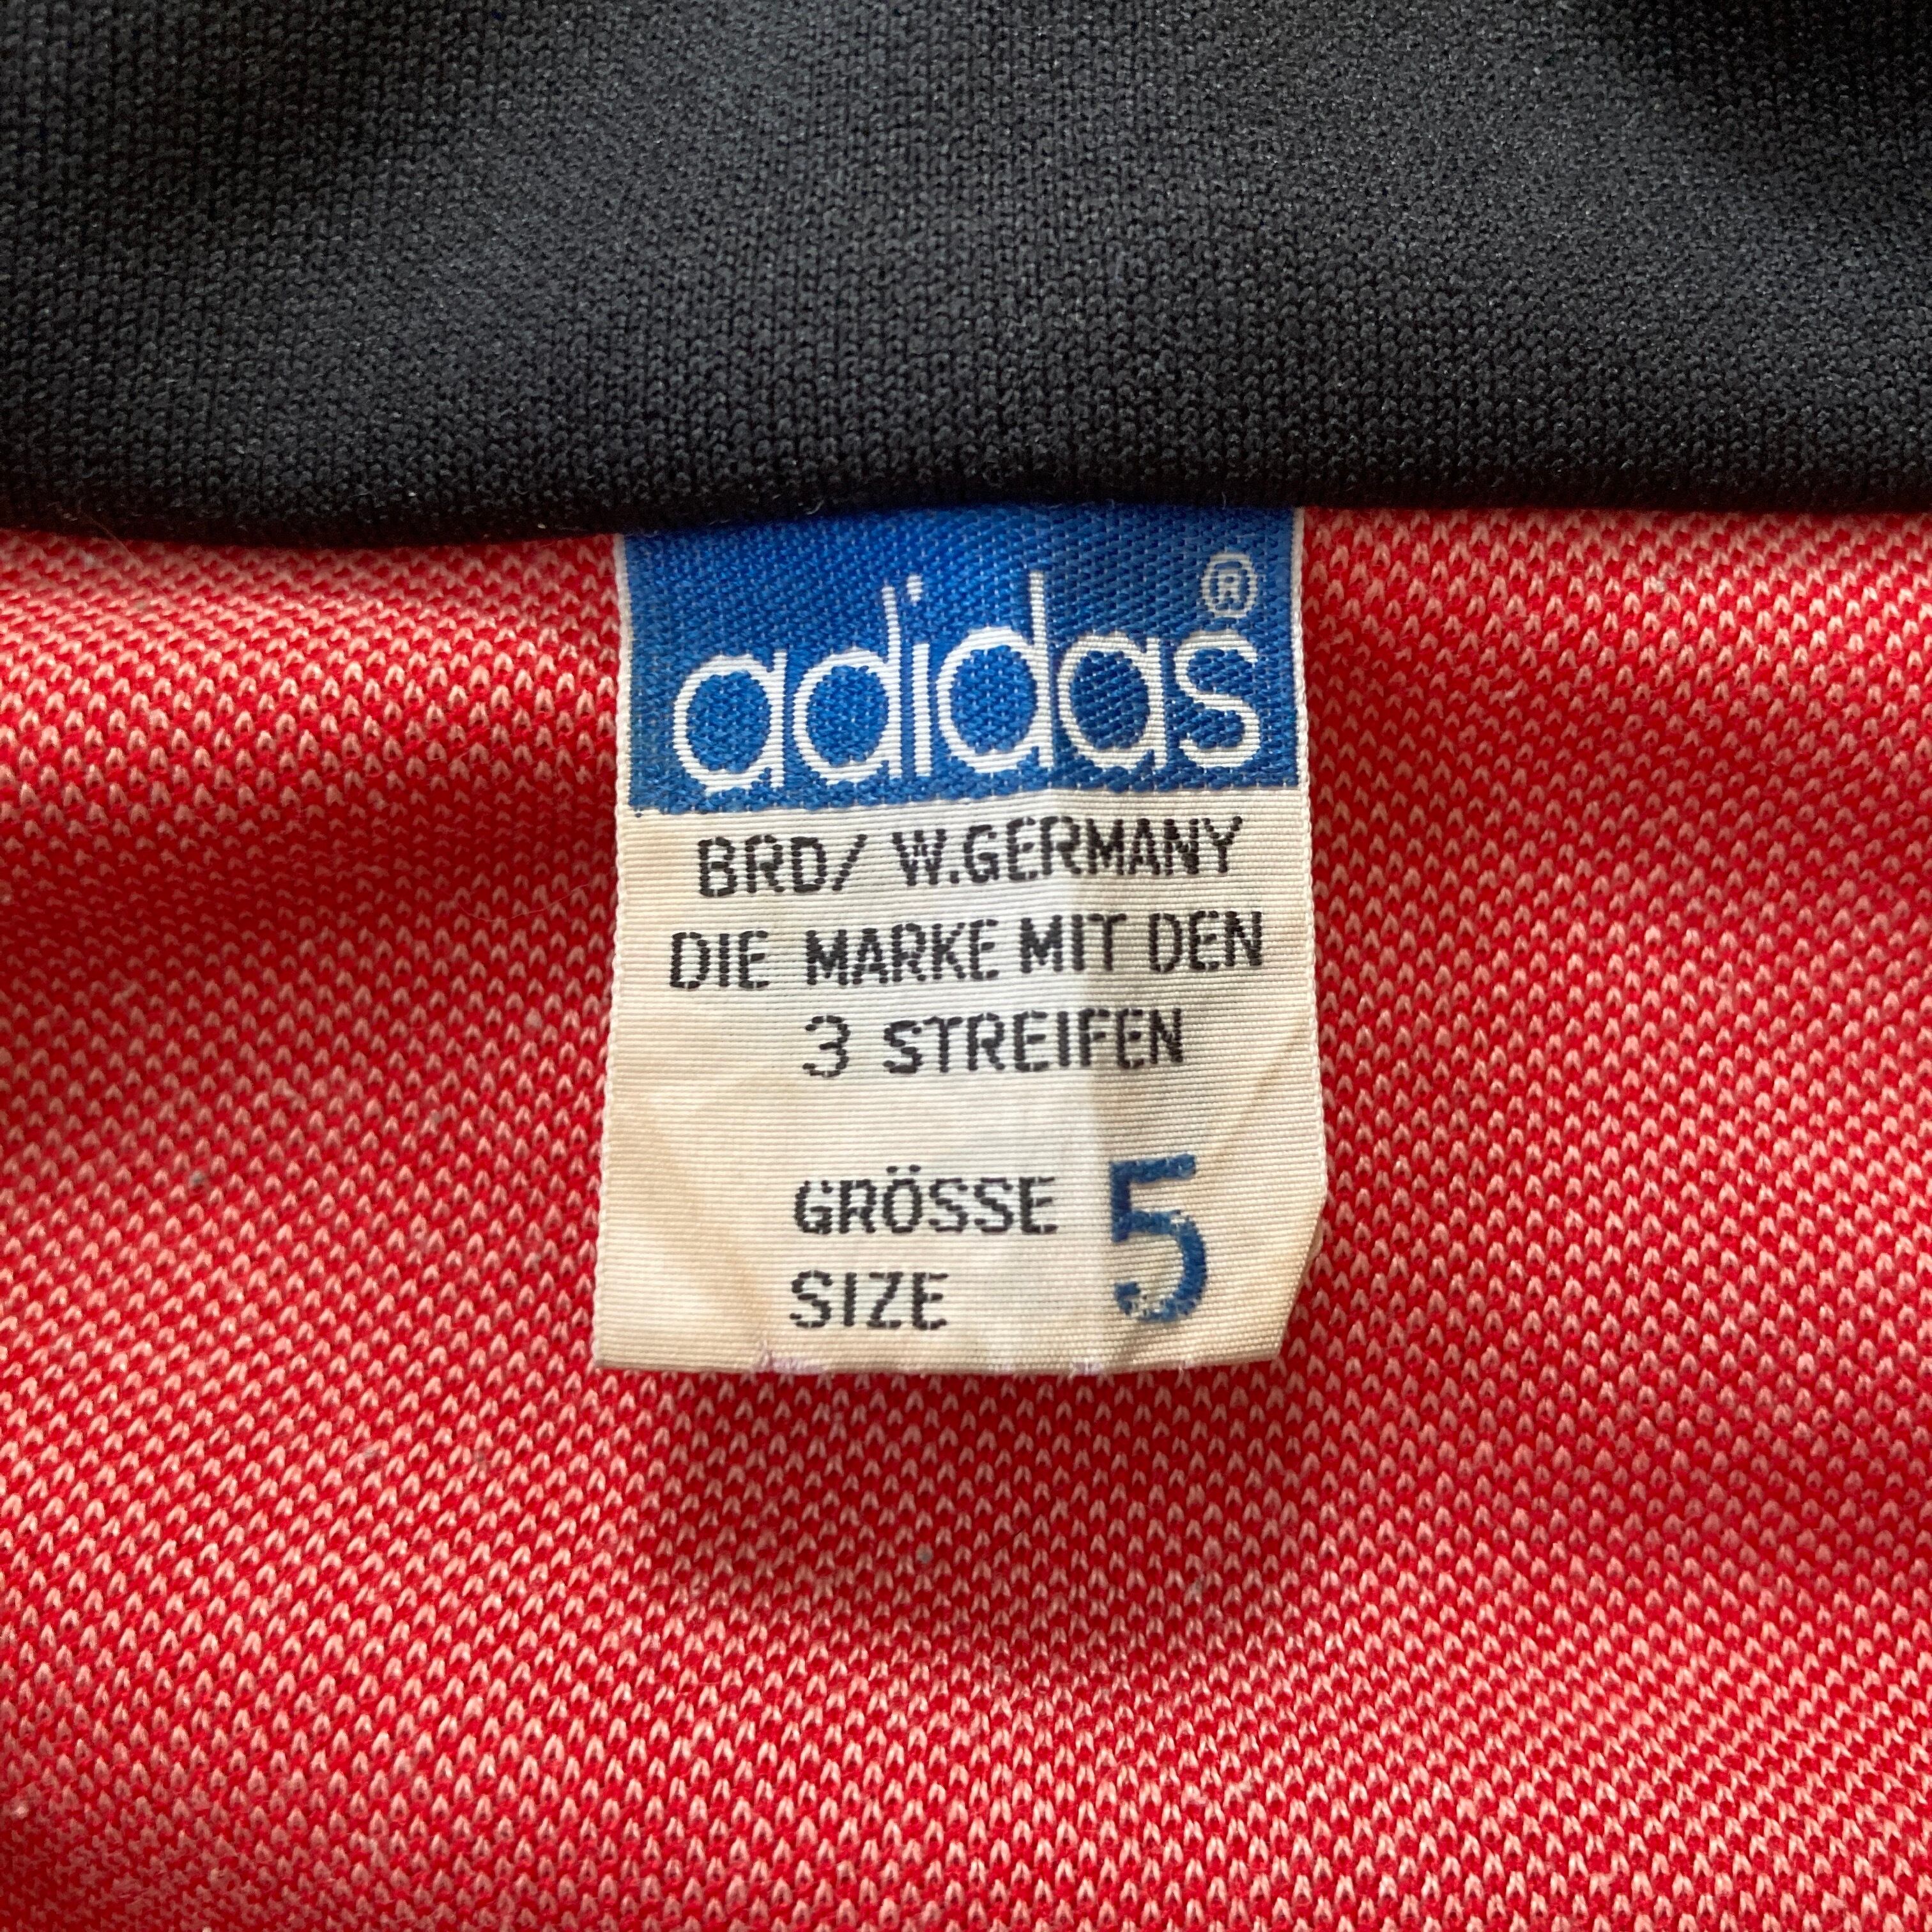 adidas®
BRD/ W.GERMANY
DIE MARKE MIT DEN
3 STREIFEN
GRÖSSE 5
SIZE